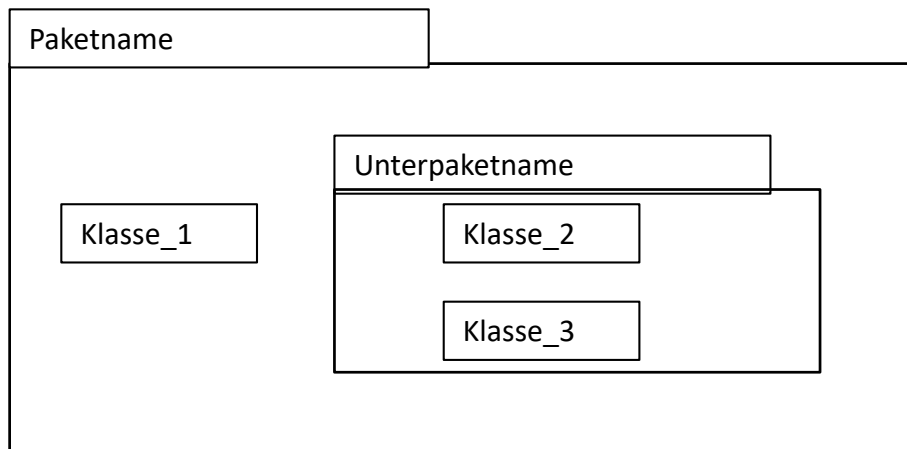 Paketname
Unterpaketname
Klasse_1
Klasse_2
Klasse_3